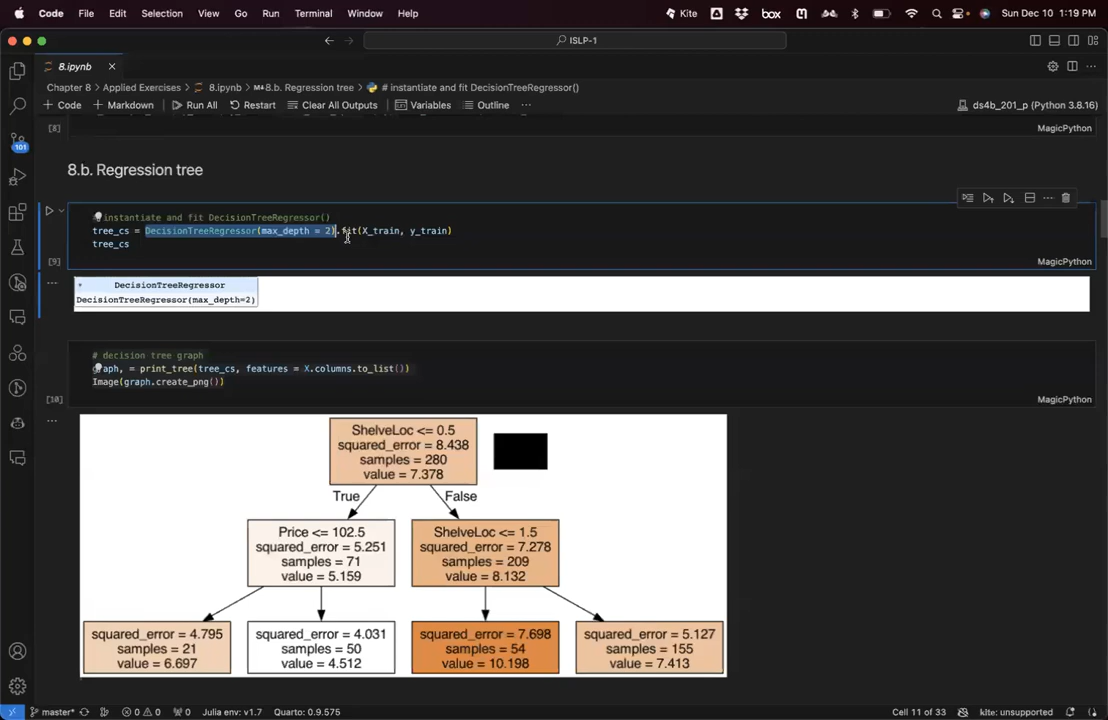 Code File Edit Selection View Go Run Terminal Window Help Kite box Sun Dec 10 1:19 PM
ISLP-1
8.ipynb
Chapter 8 > Applied Exercises > 8.ipynb > 8.b. Regression tree > # instantiate and fit DecisionTreeRegressor()
+ Code + Markdown Run All Restart Clear All Outputs Variables Outline ... ds4b_201_p (Python 3.8.16)
[8] MagicPython
101
8.b. Regression tree
instantiate and fit DecisionTreeRegressor()
tree_cs = DecisionTreeRegressor(max_depth = 2).fit(X_train, y_train)
tree_cs
[9] MagicPython
DecisionTreeRegressor
DecisionTreeRegressor(max_depth=2)
# decision tree graph
graph, = print_tree(tree_cs, features = X.columns.to_list())
Image(graph.create_png())
[10] MagicPython
ShelveLoc <= 0.5
squared_error = 8.438
samples = 280
value = 7.378
True
False
Price <= 102.5
squared_error = 5.251
samples = 71
value = 5.159
ShelveLoc <= 1.5
squared_error = 7.278
samples = 209
value = 8.132
squared_error = 4.795
samples = 21
value = 6.697
squared_error = 4.031
samples = 50
value = 4.512
squared_error = 7.698
samples = 54
value = 10.198
squared_error = 5.127
samples = 155
value = 7.413
master* 0 0 0 Julia env: v1.7 Quarto: 0.9.575 Cell 11 of 33 kite: unsupported